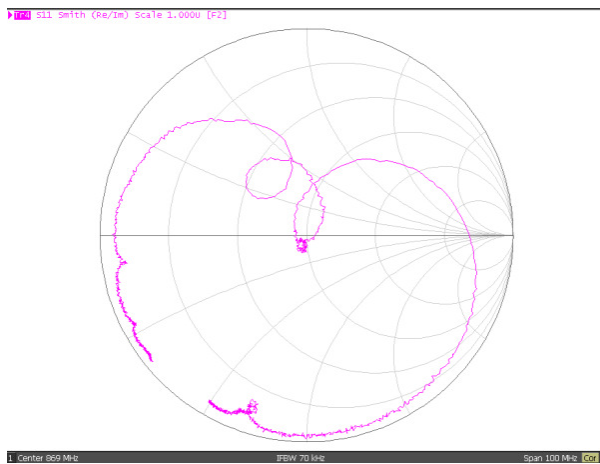 Tr4 S11 Smith (Re/Im) Scale 1.000U [F2]
1 Center 869 MHz IFBW 70 kHz Span 100 MHz Cor